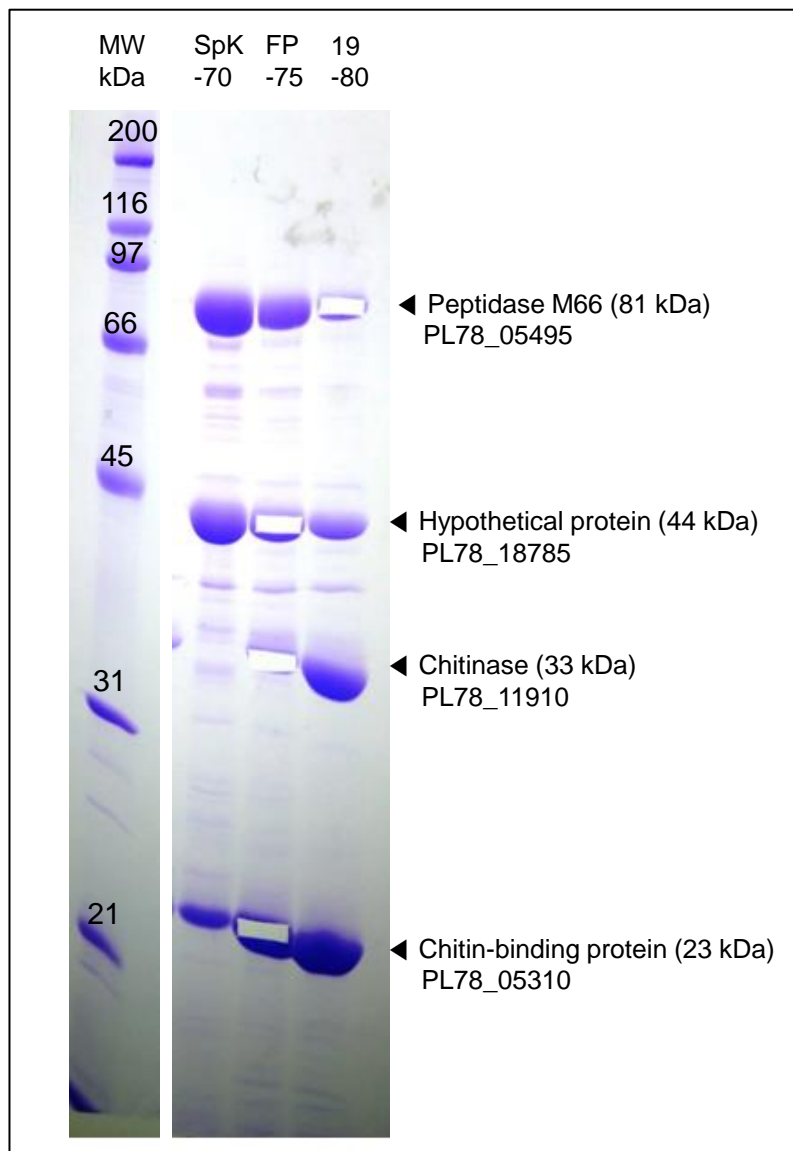 MW SpK FP 19
kDa -70 -75 -80
200
116
97
66
45
31
21
Peptidase M66 (81 kDa)
PL78_05495
Hypothetical protein (44 kDa)
PL78_18785
Chitinase (33 kDa)
PL78_11910
Chitin-binding protein (23 kDa)
PL78_05310